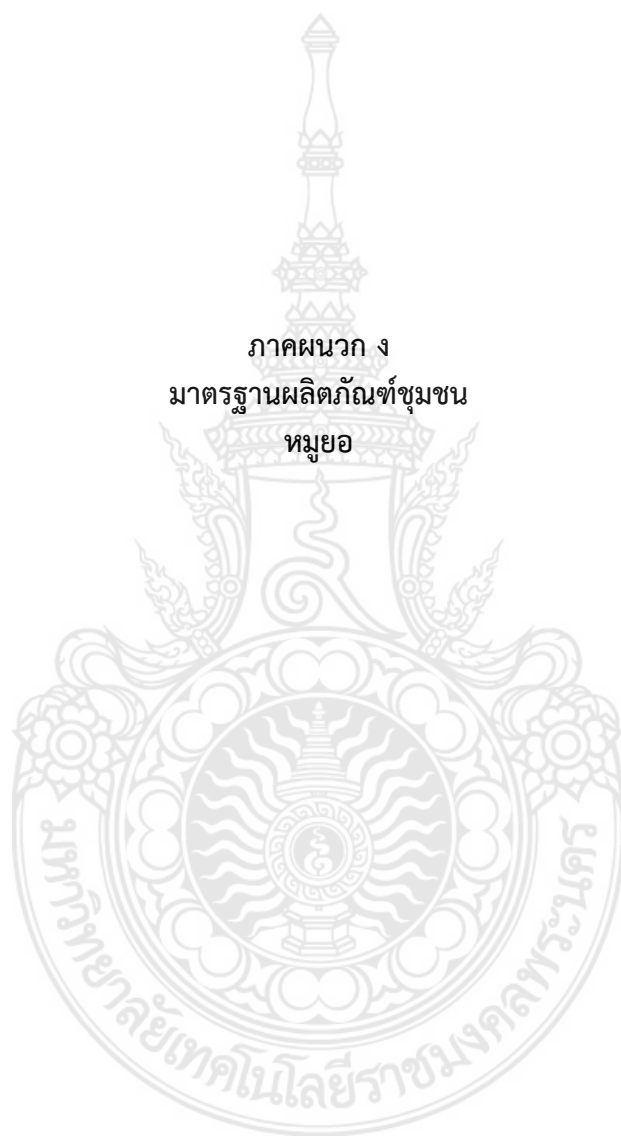 ภาคผนวก ง
มาตรฐานผลิตภัณฑ์ชุมชน
หมูยอ
มหาวิทยาลัยเทคโนโลยีราชมงคลพระนคร